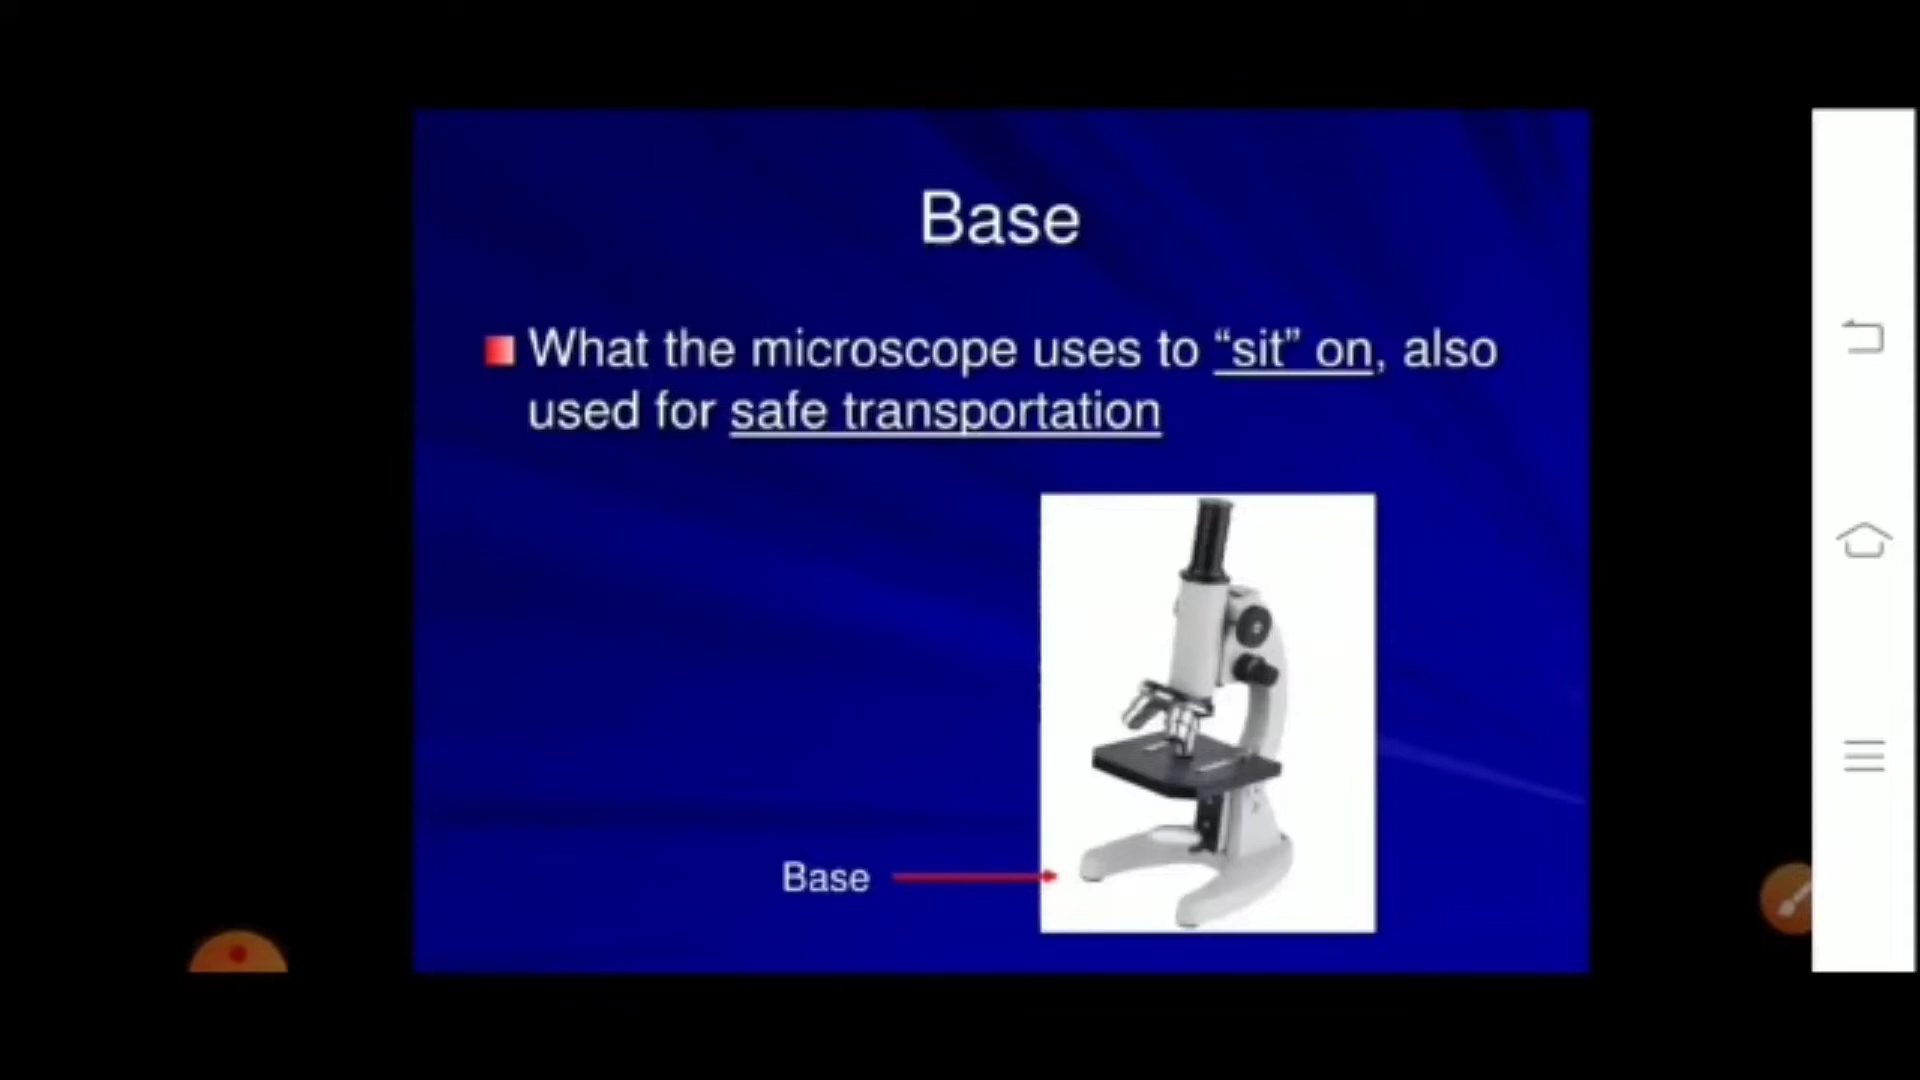 Base
What the microscope uses to “sit” on, also
used for safe transportation
Base